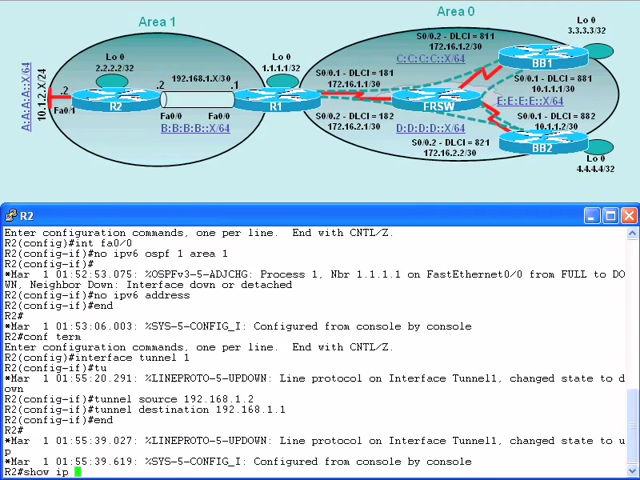 Area 1
Area 0
Lo 0
2.2.2.2 /32
Lo 0
1.1.1.1 /32
S0/0.2 - DLCI = 811
172.16.1.2/30
C:C:C:C::X/64
3.3.3.3 /32
Lo 0
BB1
A:A:A:A::X/64
10.1.2.X/24
.2
R2
Fa0/1
.2
192.168.1.X/30
.1
Fa0/0
Fa0/0
B:B:B:B::X/64
R1
S0/0.1 - DLCI = 181
172.16.1.1/30
FRSW
S0/0.1 - DLCI = 881
10.1.1.1 /30
E:E:E:E::X/64
S0/0.2 - DLCI = 182
172.16.2.1/30
D:D:D:D::X/64
S0/0.1 - DLCI = 882
10.1.1.2 /30
S0/0.2 - DLCI = 821
172.16.2.2 /30
BB2
Lo 0
4.4.4.4 /32
R2
Enter configuration commands, one per line.  End with CNTL/Z.
R2(config)#int fa0/0
R2(config-if)#no ipv6 ospf 1 area 1
R2(config-if)#
*Mar  1 01:52:53.075: %OSPFv3-5-ADJCHG: Process 1, Nbr 1.1.1.1 on FastEthernet0/0 from FULL to DO
WN, Neighbor Down: Interface down or detached
R2(config-if)#no ipv6 address
R2(config-if)#end
R2#
*Mar  1 01:53:06.003: %SYS-5-CONFIG_I: Configured from console by console
R2#conf term
Enter configuration commands, one per line.  End with CNTL/Z.
R2(config)#interface tunnel 1
R2(config-if)#tu
*Mar  1 01:55:20.291: %LINEPROTO-5-UPDOWN: Line protocol on Interface Tunnel1, changed state to d
own
R2(config-if)#tunnel source 192.168.1.2
R2(config-if)#tunnel destination 192.168.1.1
R2(config-if)#end
R2#
*Mar  1 01:55:39.027: %LINEPROTO-5-UPDOWN: Line protocol on Interface Tunnel1, changed state to u
p
*Mar  1 01:55:39.619: %SYS-5-CONFIG_I: Configured from console by console
R2#show ip